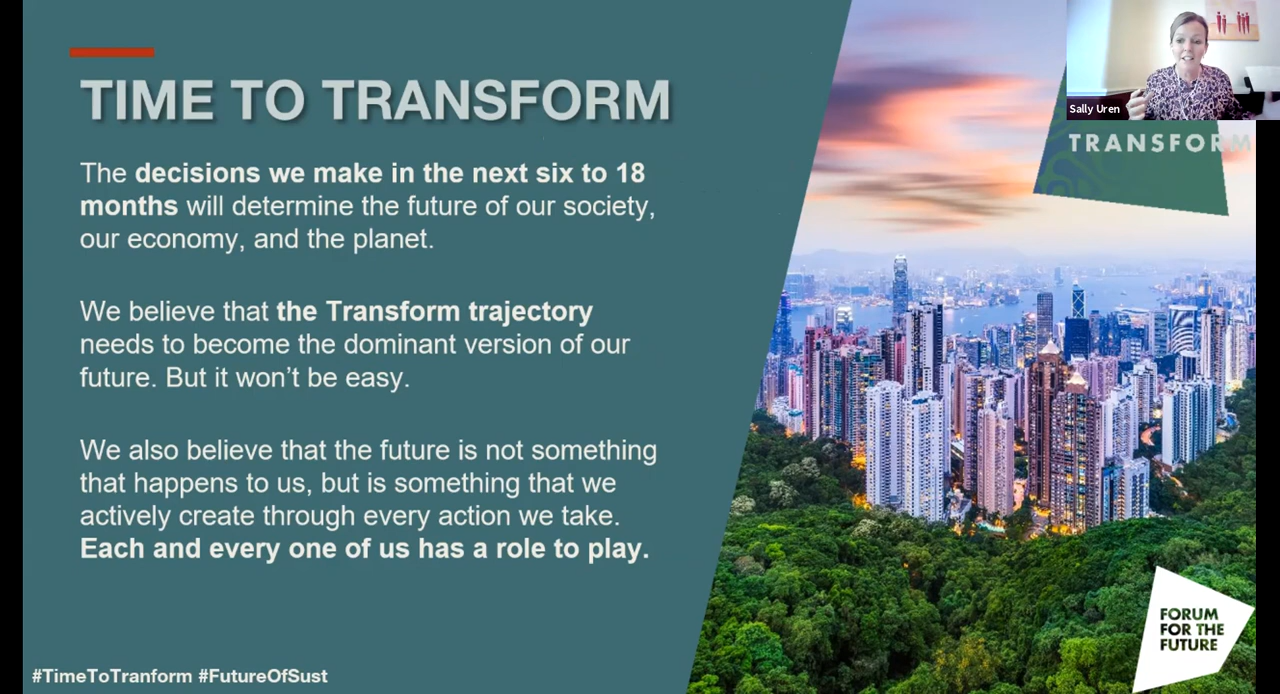 TIME TO TRANSFORM
The decisions we make in the next six to 18
months will determine the future of our society,
our economy, and the planet.
We believe that the Transform trajectory
needs to become the dominant version of our
future. But it won't be easy.
We also believe that the future is not something
that happens to us, but is something that we
actively create through every action we take.
Each and every one of us has a role to play.
#TimeToTranform #FutureOfSust
Sally Uren
TRANSFORM
FORUM
FOR THE
FUTURE